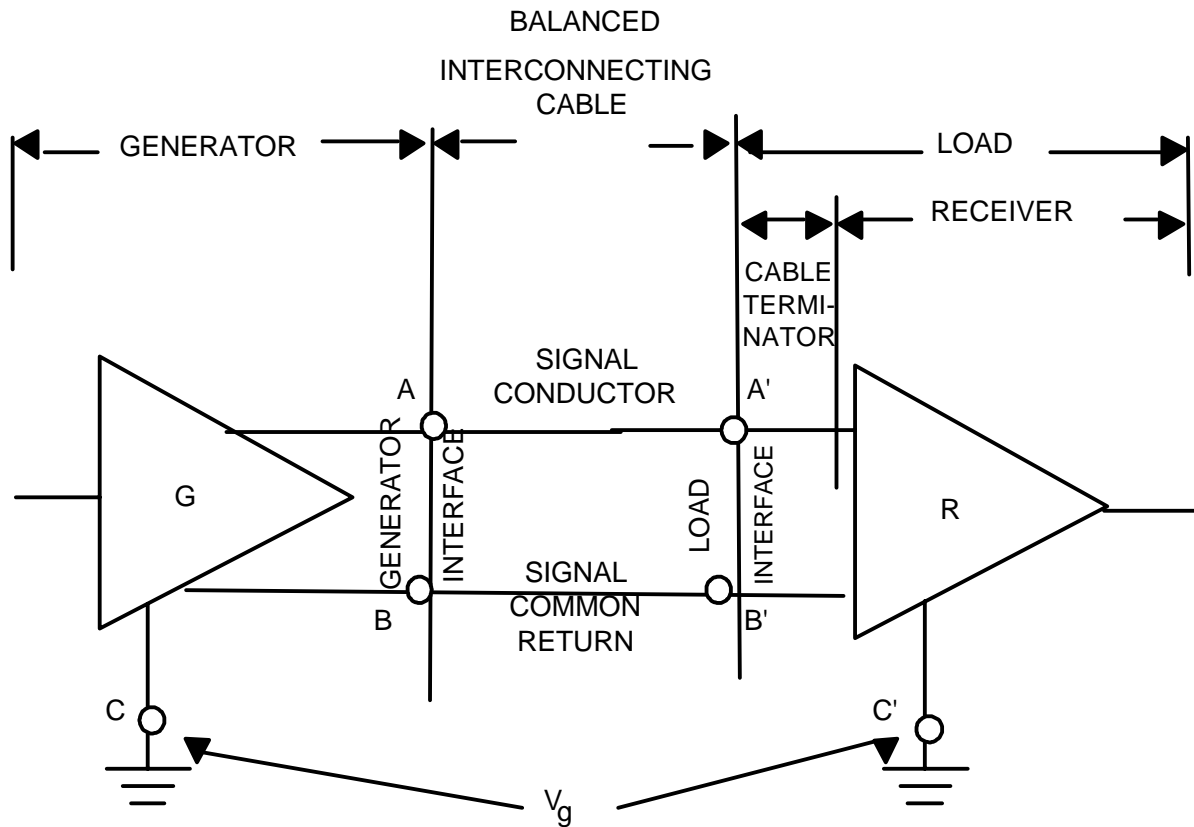 BALANCED
INTERCONNECTING
CABLE
GENERATOR
LOAD
RECEIVER
CABLE
TERMI-
NATOR
SIGNAL
CONDUCTOR
A
A'
GENERATOR
INTERFACE
LOAD
INTERFACE
G
R
SIGNAL
COMMON
RETURN
B
B'
C
C'
Vg